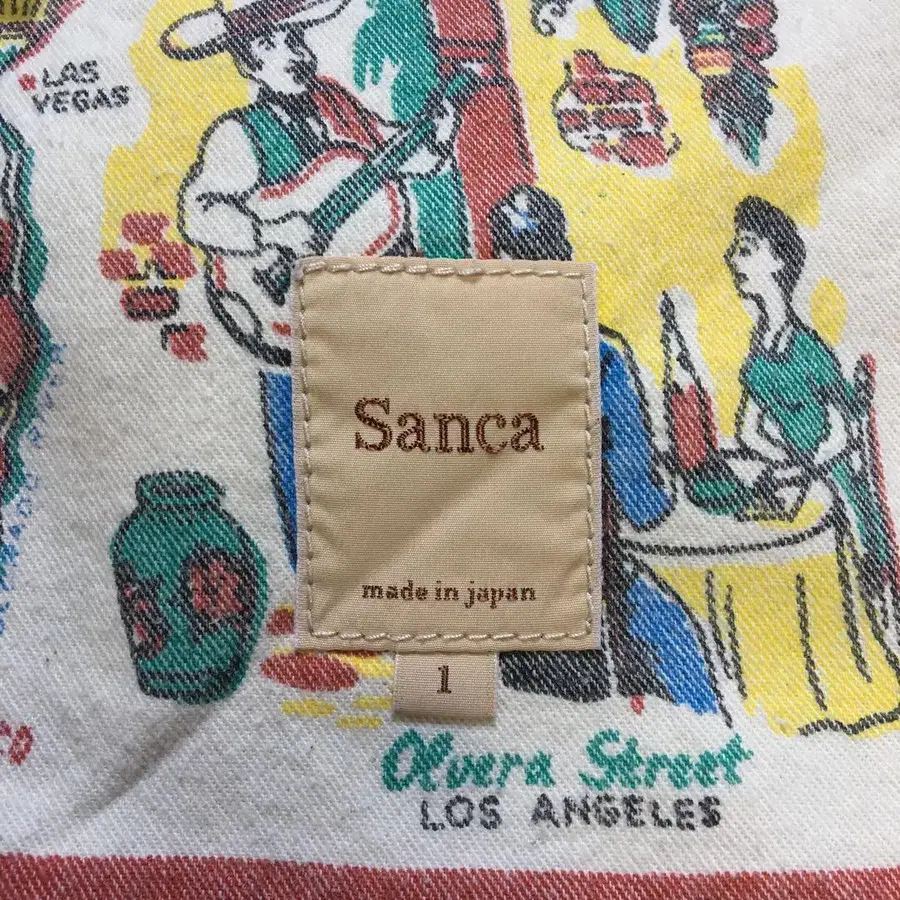 LAS
VEGAS
Sanca
made in japan
1
Olvera Street
LOS ANGELES